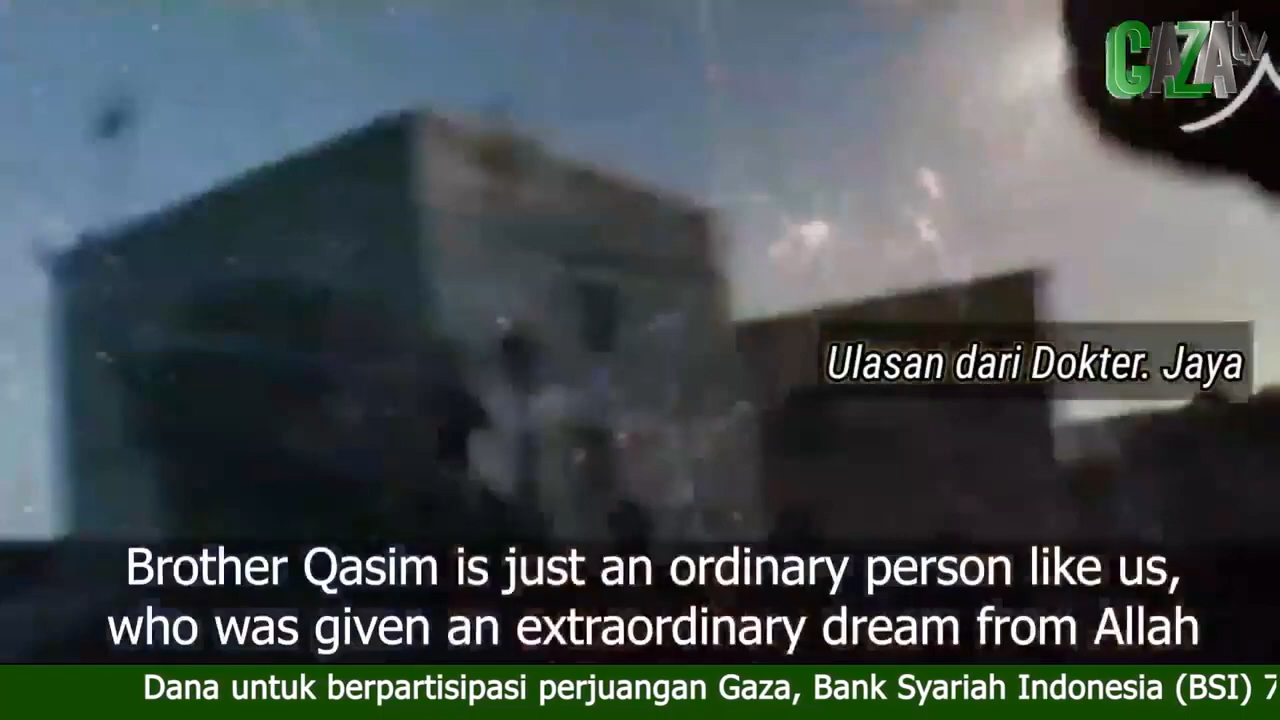 GAZA tv
Ulasan dari Dokter. Jaya
Brother Qasim is just an ordinary person like us,
who was given an extraordinary dream from Allah
Dana untuk berpartisipasi perjuangan Gaza, Bank Syariah Indonesia (BSI) 7